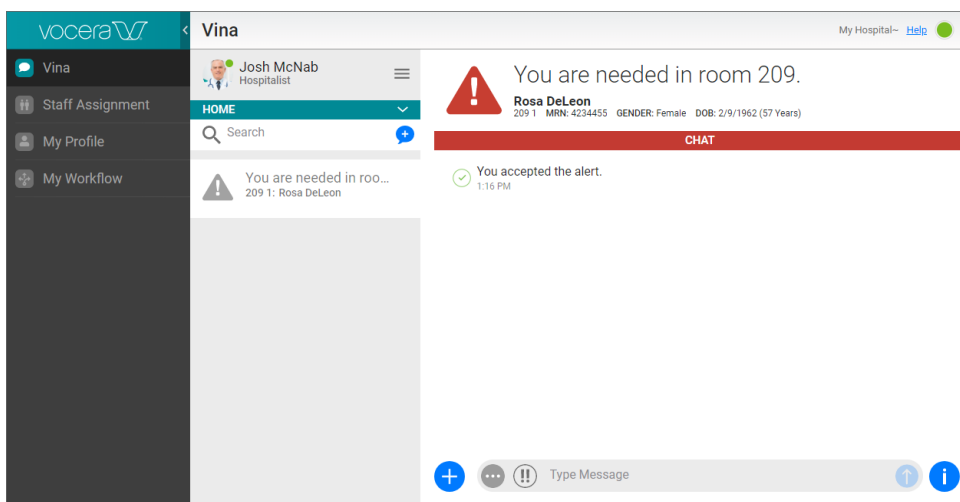 vocera
Vina
My Hospital~ Help
Vina
Staff Assignment
My Profile
My Workflow
Josh McNab
Hospitalist
HOME
Search
You are needed in roo...
209 1: Rosa DeLeon
You are needed in room 209.
Rosa DeLeon
209 1 MRN: 4234455 GENDER: Female DOB: 2/9/1962 (57 Years)
CHAT
You accepted the alert.
1:16 PM
Type Message